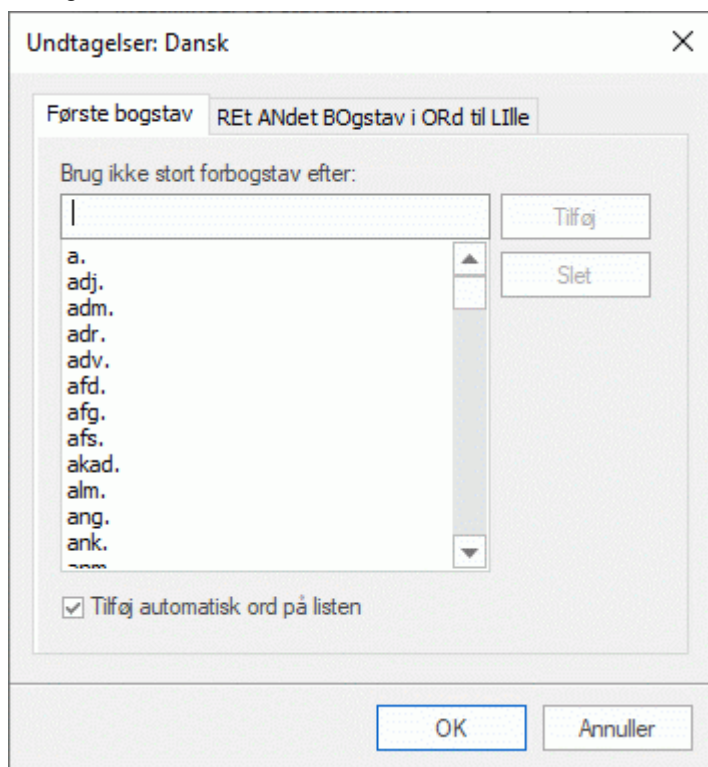 Undtagelser: Dansk
Første bogstav
REt ANdet BOgstav i ORd til LIlle
Brug ikke stort forbogstav efter:
Tilføj
Slet
a.
adj.
adm.
adr.
adv.
afd.
afg.
afs.
akad.
alm.
ang.
ank.
Tilføj automatisk ord på listen
OK
Annuller